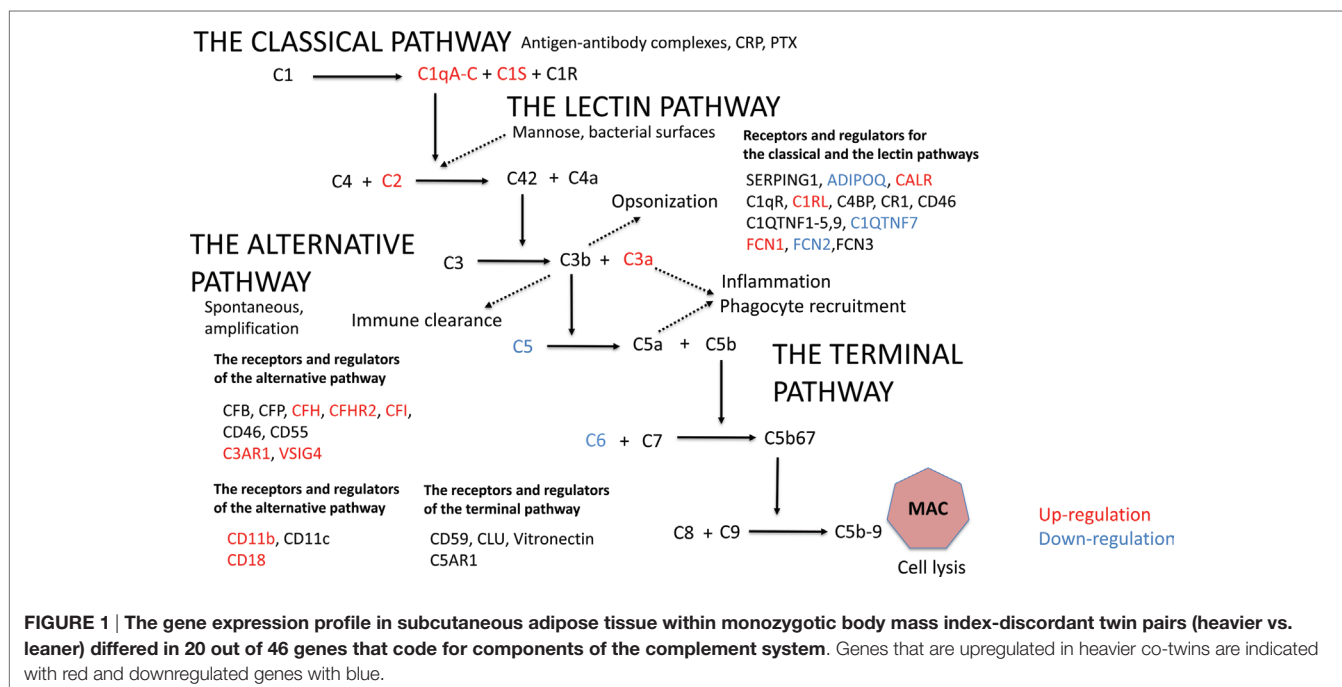 THE CLASSICAL PATHWAY Antigen-antibody complexes, CRP, PTX
C1 C1qA-C + C1S + C1R
THE LECTIN PATHWAY
Mannose, bacterial surfaces
Receptors and regulators for
the classical and the lectin pathways
SERPING1, ADIPOQ, CALR
C1qR, C1RL, C4BP, CR1, CD46
C1QTNF1-5,9, C1QTNF7
FCN1, FCN2,FCN3
C4 + C2 C42 + C4a
Opsonization
THE ALTERNATIVE
PATHWAY
Spontaneous,
amplification
C3 C3b + C3a
Inflammation
Phagocyte recruitment
Immune clearance
C5 C5a + C5b
THE TERMINAL
PATHWAY
The receptors and regulators
of the alternative pathway
CFB, CFP, CFH, CFHR2, CFI,
CD46, CD55
C3AR1, VSIG4
C6 + C7 C5b67
The receptors and regulators
of the alternative pathway
CD11b, CD11c
CD18
The receptors and regulators
of the terminal pathway
CD59, CLU, Vitronectin
C5AR1
C8 + C9 C5b-9
MAC
Cell lysis
Up-regulation
Down-regulation
FIGURE 1 | The gene expression profile in subcutaneous adipose tissue within monozygotic body mass index-discordant twin pairs (heavier vs.
leaner) differed in 20 out of 46 genes that code for components of the complement system. Genes that are upregulated in heavier co-twins are indicated
with red and downregulated genes with blue.